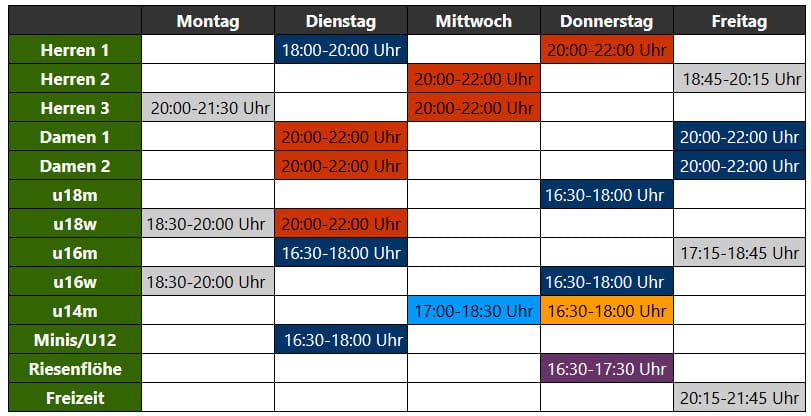 Montag Dienstag Mittwoch Donnerstag Freitag
Herren 1 18:00-20:00 Uhr 20:00-22:00 Uhr
Herren 2 20:00-22:00 Uhr 18:45-20:15 Uhr
Herren 3 20:00-21:30 Uhr 20:00-22:00 Uhr
Damen 1 20:00-22:00 Uhr 20:00-22:00 Uhr
Damen 2 20:00-22:00 Uhr 20:00-22:00 Uhr
u18m 16:30-18:00 Uhr
u18w 18:30-20:00 Uhr 20:00-22:00 Uhr
u16m 16:30-18:00 Uhr 17:15-18:45 Uhr
u16w 18:30-20:00 Uhr 16:30-18:00 Uhr
u14m 17:00-18:30 Uhr 16:30-18:00 Uhr
Minis/U12 16:30-18:00 Uhr
Riesenflöhe 16:30-17:30 Uhr
Freizeit 20:15-21:45 Uhr